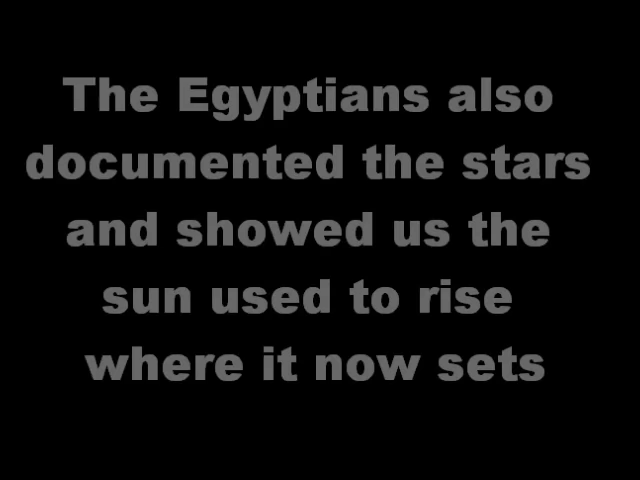 The Egyptians also
documented the stars
and showed us the
sun used to rise
where it now sets